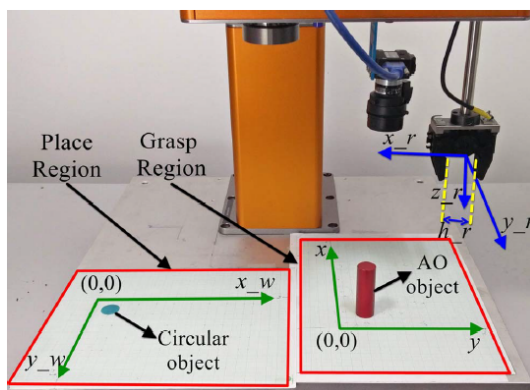 Place
Region
Grasp
Region
x_r
z_r
y_r
h_r
(0,0)
x_w
y_w
Circular
object
x
(0,0)
y
AO
object